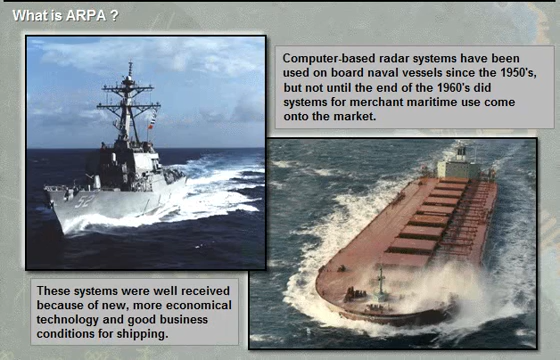 What is ARPA ?
Computer-based radar systems have been
used on board naval vessels since the 1950's,
but not until the end of the 1960's did
systems for merchant maritime use come
onto the market.
52
These systems were well received
because of new, more economical
technology and good business
conditions for shipping.